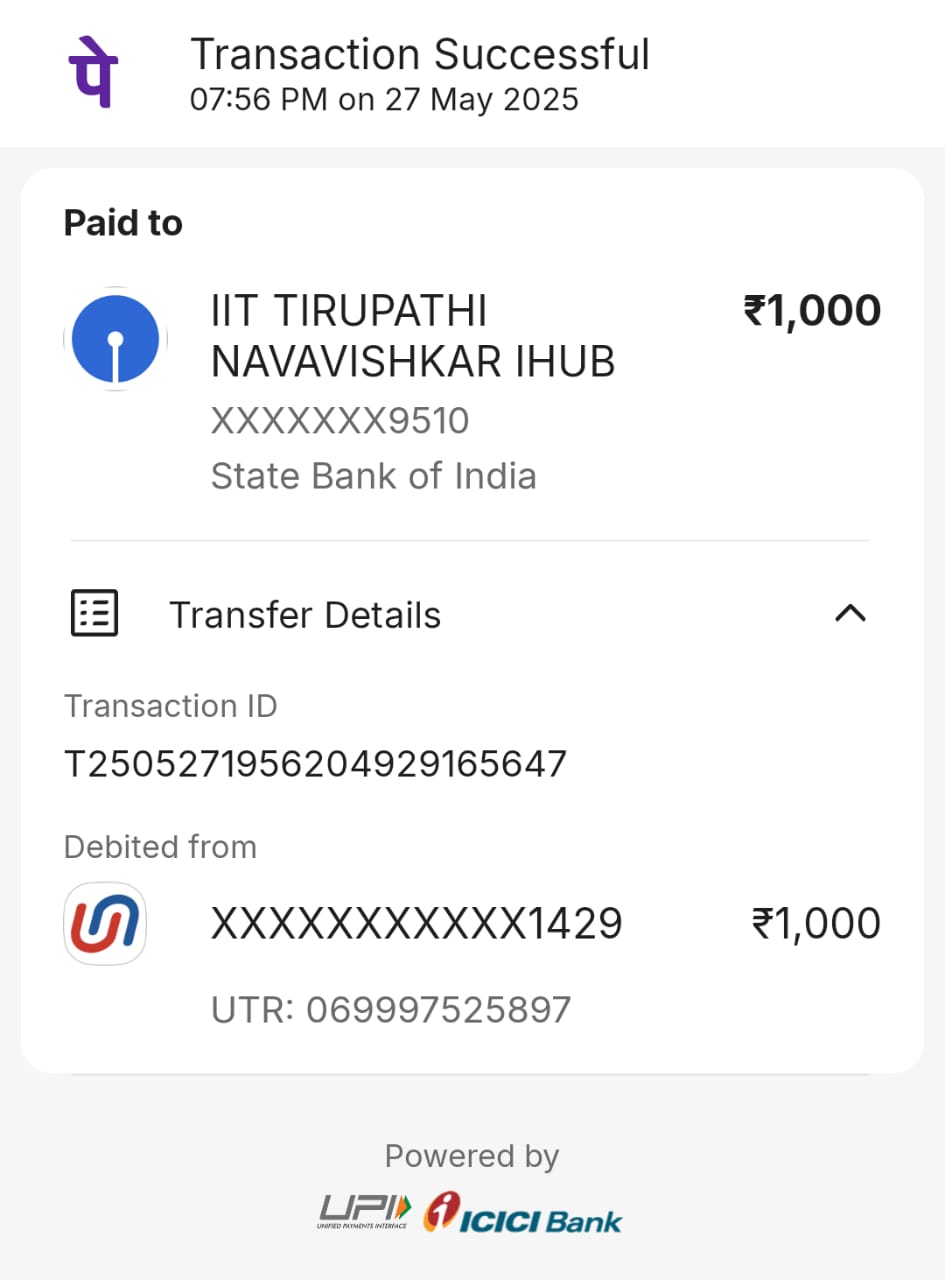 पे
Transaction Successful
07:56 PM on 27 May 2025
Paid to
IIT TIRUPATHI
₹1,000
NAVAVISHKAR IHUB
XXXXXXX9510
State Bank of India
Transfer Details
Transaction ID
T2505271956204929165647
Debited from
XXXXXXXXXXX1429
₹1,000
UTR: 069997525897
Powered by
UPI
UNIFIED PAYMENTS INTERFACE
ICICI Bank